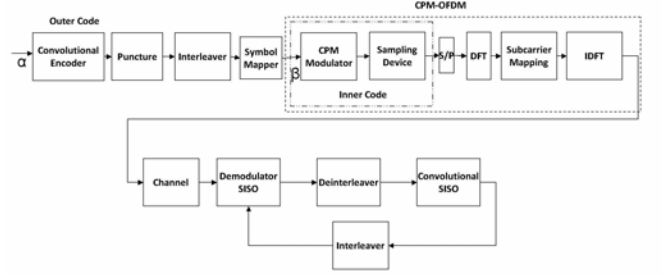 CPM-OFDM
Outer Code
α
Convolutional
Encoder
Puncture
Interleaver
Symbol
Mapper
β
CPM
Modulator
Sampling
Device
Inner Code
S/P
DFT
Subcarrier
Mapping
IDFT
Channel
Demodulator
SISO
Deinterleaver
Convolutional
SISO
Interleaver